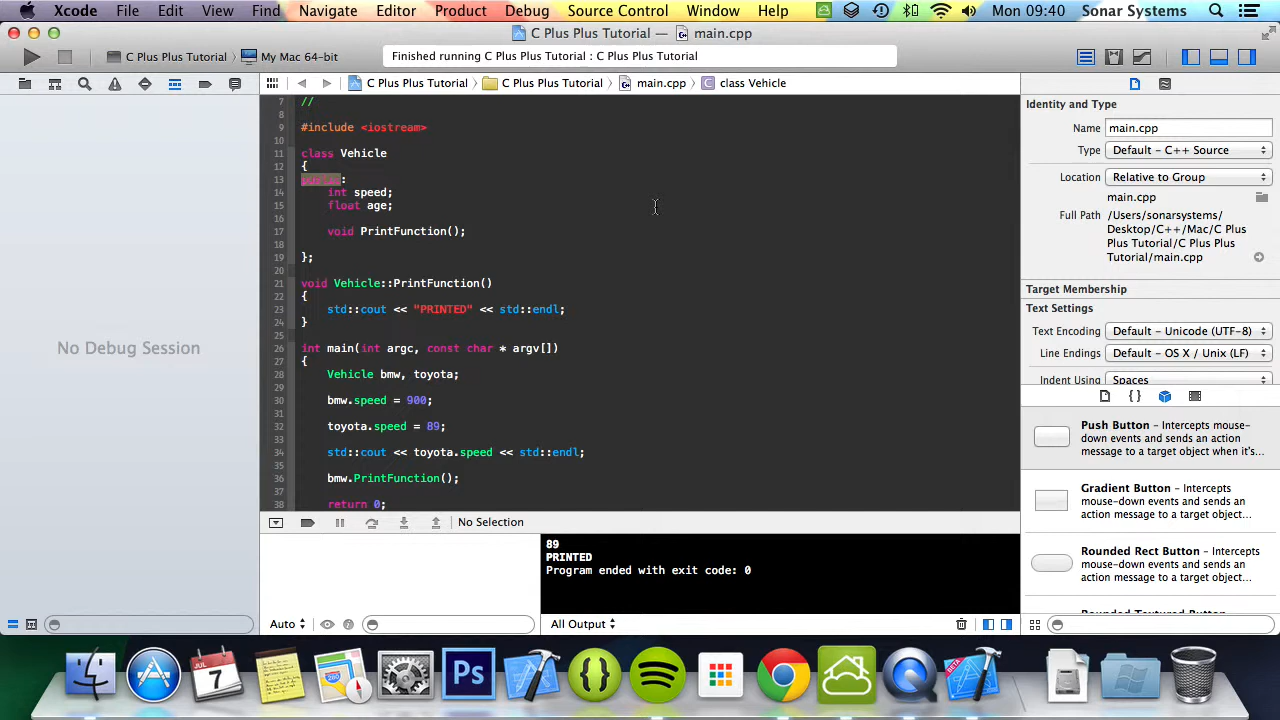 Xcode File Edit View Find Navigate Editor Product Debug Source Control Window Help Mon 09:40 Sonar Systems
C Plus Plus Tutorial — main.cpp
C Plus Plus Tutorial My Mac 64-bit Finished running C Plus Plus Tutorial : C Plus Plus Tutorial
C Plus Plus Tutorial C Plus Plus Tutorial main.cpp class Vehicle
7 //
8
9 #include <iostream>
10
11 class Vehicle
12 {
13 public:
14 int speed;
15 float age;
16
17 void PrintFunction();
18
19 };
20
21 void Vehicle::PrintFunction()
22 {
23 std::cout << "PRINTED" << std::endl;
24 }
25
26 int main(int argc, const char * argv[])
27 {
28 Vehicle bmw, toyota;
29
30 bmw.speed = 900;
31
32 toyota.speed = 89;
33
34 std::cout << toyota.speed << std::endl;
35
36 bmw.PrintFunction();
37
38 return 0;
No Debug Session
No Selection
89
PRINTED
Program ended with exit code: 0
Auto
All Output
Identity and Type
Name main.cpp
Type Default - C++ Source
Location Relative to Group
main.cpp
Full Path /Users/sonarsystems/
Desktop/C++/Mac/C Plus
Plus Tutorial/C Plus Plus
Tutorial/main.cpp
Target Membership
Text Settings
Text Encoding Default - Unicode (UTF-8)
Line Endings Default - OS X / Unix (LF)
Indent Using Spaces
Push Button - Intercepts mouse-
down events and sends an action
message to a target object when it's...
Gradient Button - Intercepts
mouse-down events and sends an
action message to a target object...
Rounded Rect Button - Intercepts
mouse-down events and sends an
action message to a target object...
Rounded Textured Button
JUL
7
280
Ps
{}
BETA